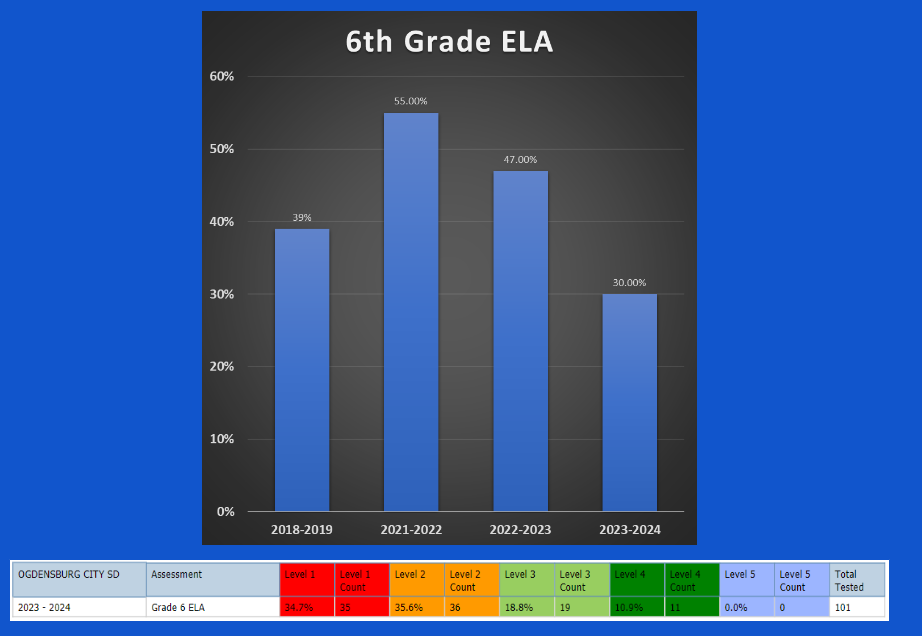 6th Grade ELA
60%
55.00%
50%
47.00%
40%
39%
30%
30.00%
20%
10%
0%
2018-2019 2021-2022 2022-2023 2023-2024
OGDENSBURG CITY SD Assessment Level 1 Level 1 Count Level 2 Level 2 Count Level 3 Level 3 Count Level 4 Level 4 Count Level 5 Level 5 Count Total Tested
2023 - 2024 Grade 6 ELA 34.7% 35 35.6% 36 18.8% 19 10.9% 11 0.0% 0 101